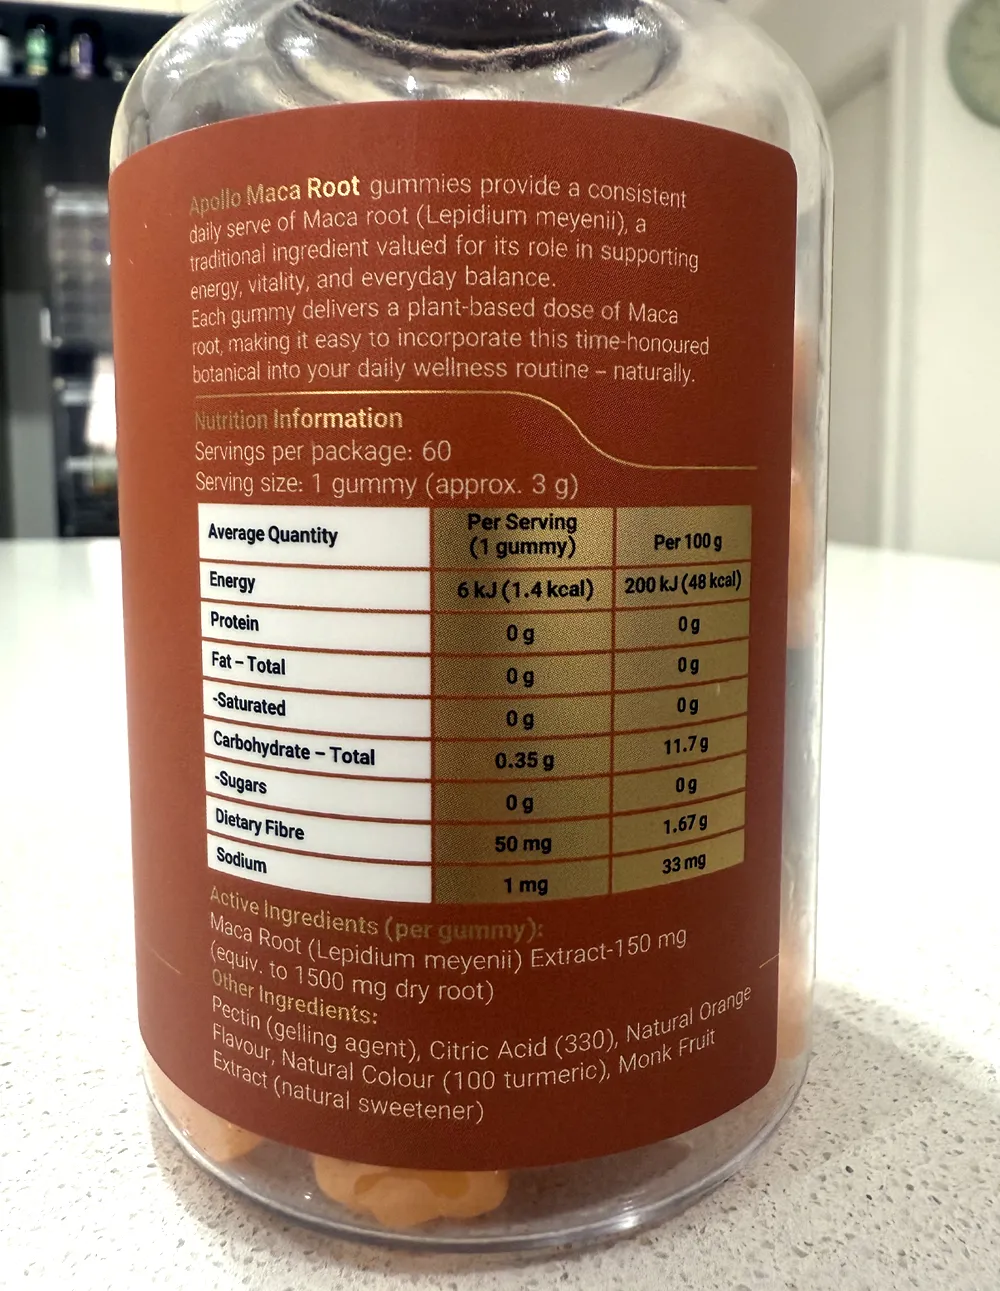 Apollo Maca Root gummies provide a consistent
daily serve of Maca root (Lepidium meyenii), a
traditional ingredient valued for its role in supporting
energy, vitality, and everyday balance.
Each gummy delivers a plant-based dose of Maca
root, making it easy to incorporate this time-honoured
botanical into your daily wellness routine – naturally.
Nutrition Information
Servings per package: 60
Serving size: 1 gummy (approx. 3 g)
Average Quantity Per Serving (1 gummy) Per 100 g
Energy 6 kJ (1.4 kcal) 200 kJ (48 kcal)
Protein 0 g 0 g
Fat – Total 0 g 0 g
-Saturated 0 g 0 g
Carbohydrate – Total 0.35 g 11.7 g
-Sugars 0 g 0 g
Dietary Fibre 50 mg 1.67 g
Sodium 1 mg 33 mg
Active Ingredients (per gummy):
Maca Root (Lepidium meyenii) Extract-150 mg
(equiv. to 1500 mg dry root)
Other Ingredients:
Pectin (gelling agent), Citric Acid (330), Natural Orange
Flavour, Natural Colour (100 turmeric), Monk Fruit
Extract (natural sweetener)